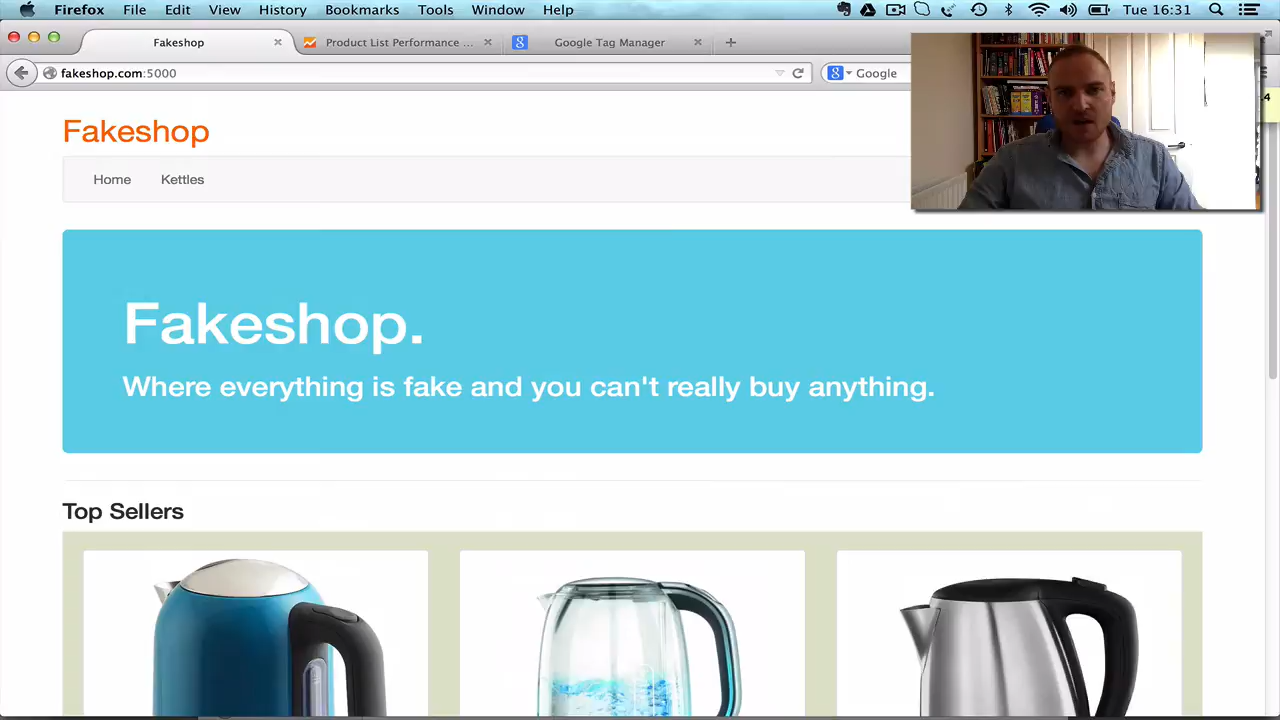 Firefox File Edit View History Bookmarks Tools Window Help Tue 16:31
Fakeshop Product List Performance ... Google Tag Manager
fakeshop.com:5000 Google
.4
Fakeshop
Home Kettles
Fakeshop.
Where everything is fake and you can't really buy anything.
Top Sellers